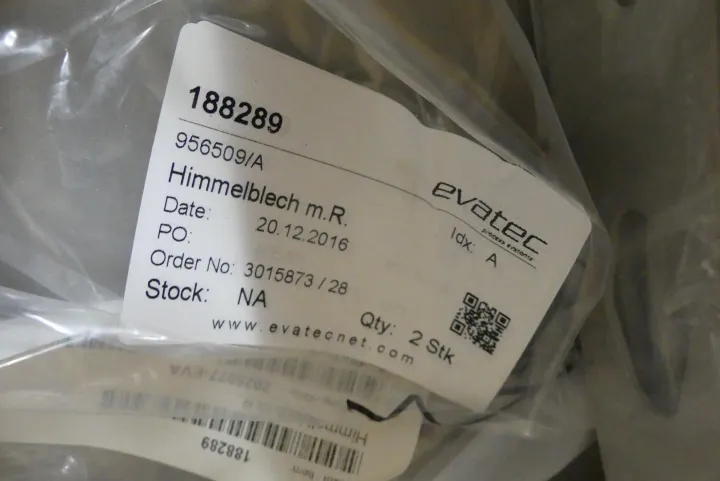 188289
956509/A
evatec
process systems
Himmelblech m.R.
Idx: A
Date: 20.12.2016
PO:
Order No: 3015873 / 28
Stock: NA
Qty: 2 Stk
www.evatecnet.com
Himmel
188289